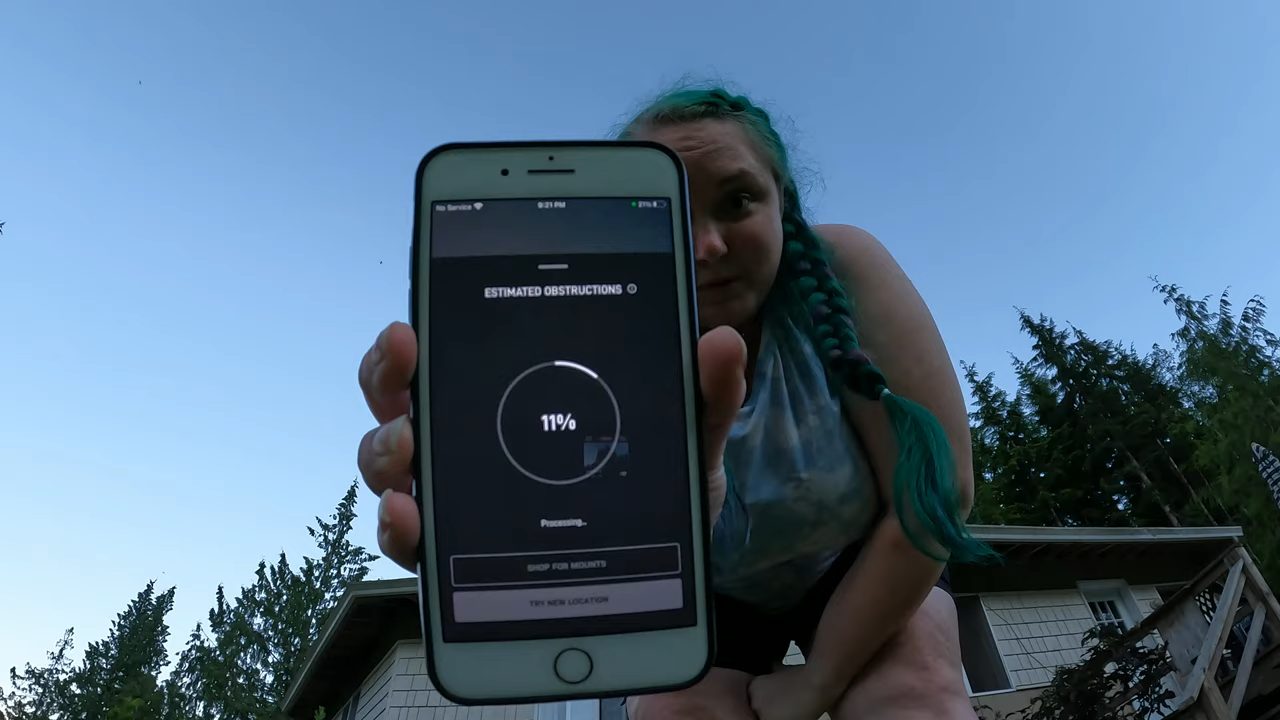 No Service 9:21 PM 21%
ESTIMATED OBSTRUCTIONS
11%
Processing...
SHOP FOR MOUNTS
TRY NEW LOCATION